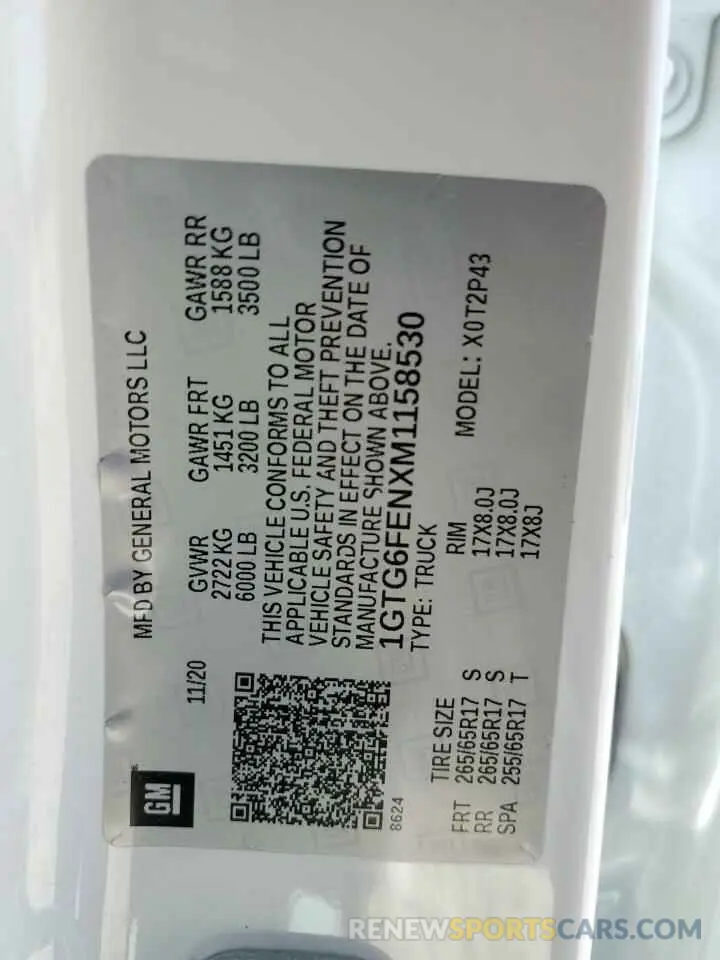 GM
MFD BY GENERAL MOTORS LLC
11/20
GVWR GAWR FRT GAWR RR
2722 KG 1451 KG 1588 KG
6000 LB 3200 LB 3500 LB
THIS VEHICLE CONFORMS TO ALL
APPLICABLE U.S. FEDERAL MOTOR
VEHICLE SAFETY AND THEFT PREVENTION
STANDARDS IN EFFECT ON THE DATE OF
MANUFACTURE SHOWN ABOVE.
1GTG6FENXM1158530
TYPE: TRUCK
8624
MODEL: X0T2P43
TIRE SIZE RIM
FRT 265/65R17 S 17X8.0J
RR 265/65R17 S 17X8.0J
SPA 255/65R17 T 17X8J
RENEWSPORTSCARS.COM